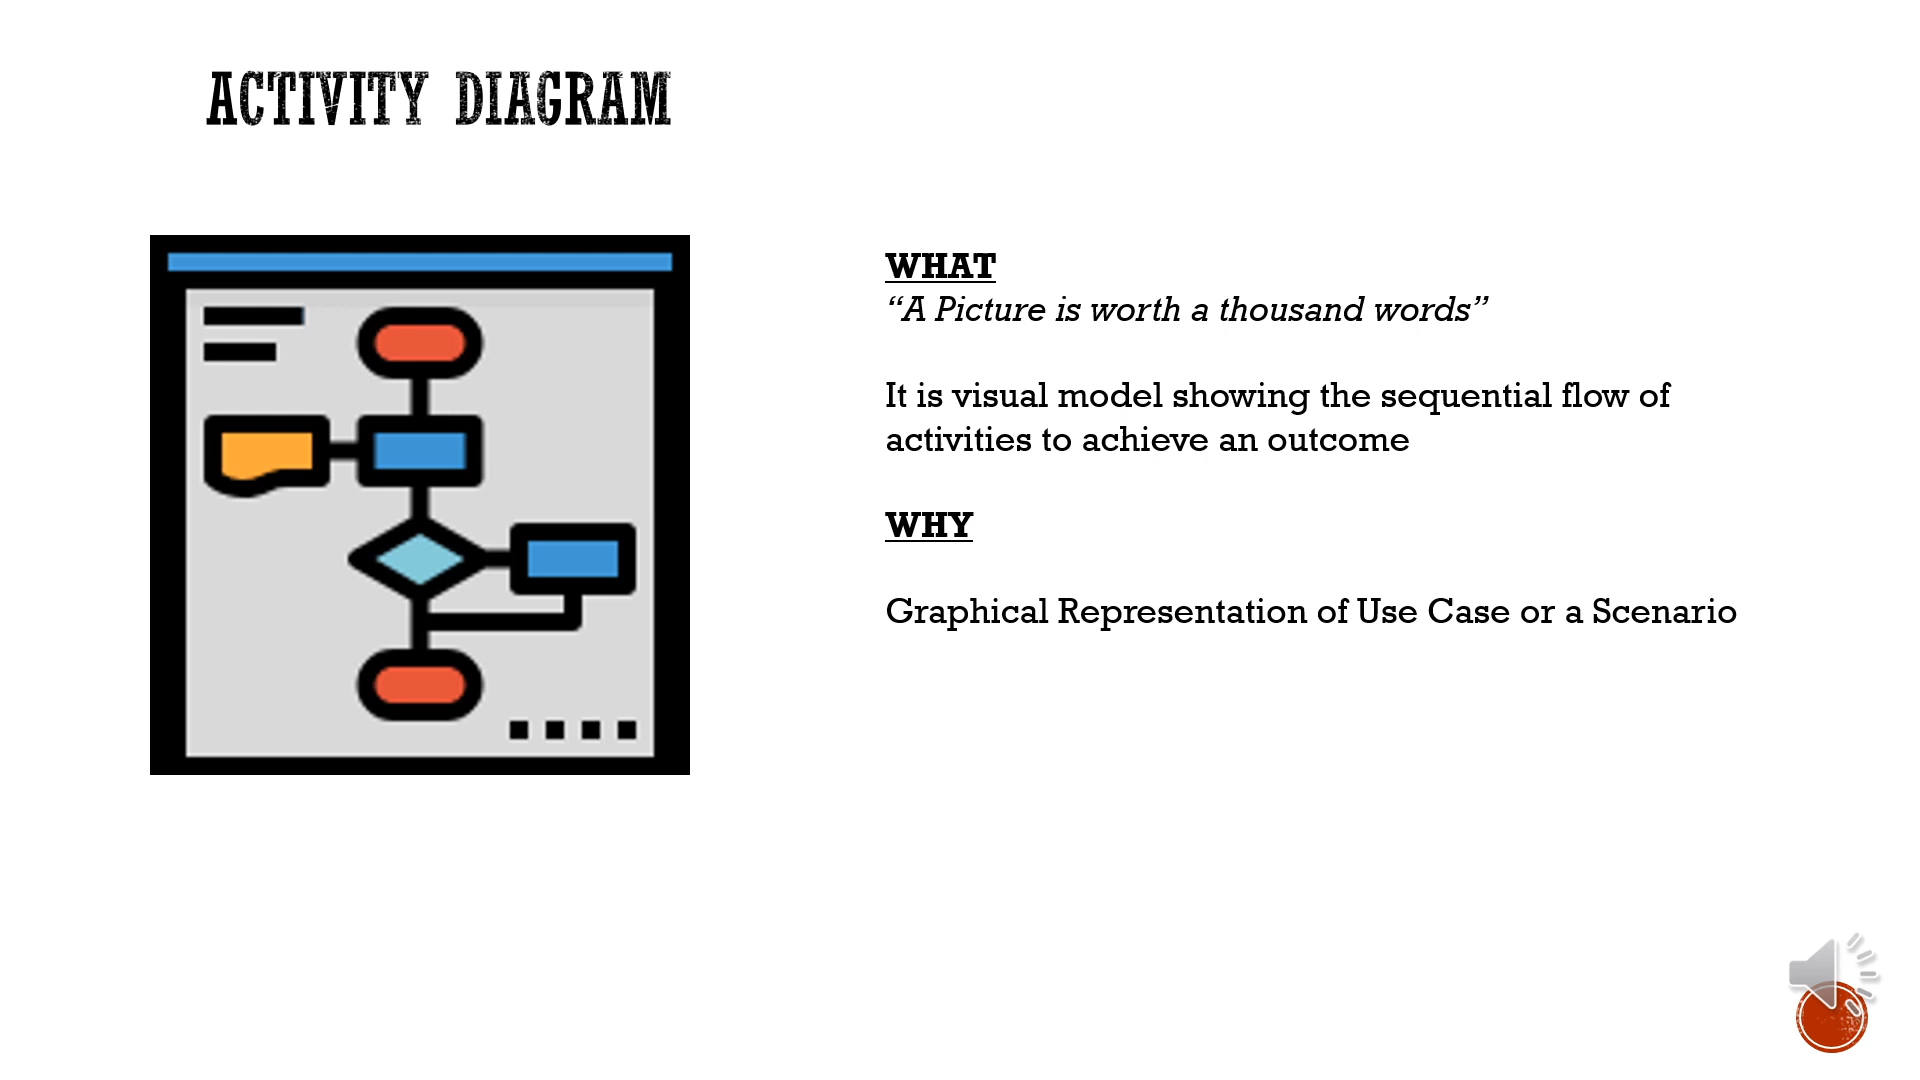 ACTIVITY DIAGRAM
WHAT
“A Picture is worth a thousand words”
It is visual model showing the sequential flow of
activities to achieve an outcome
WHY
Graphical Representation of Use Case or a Scenario